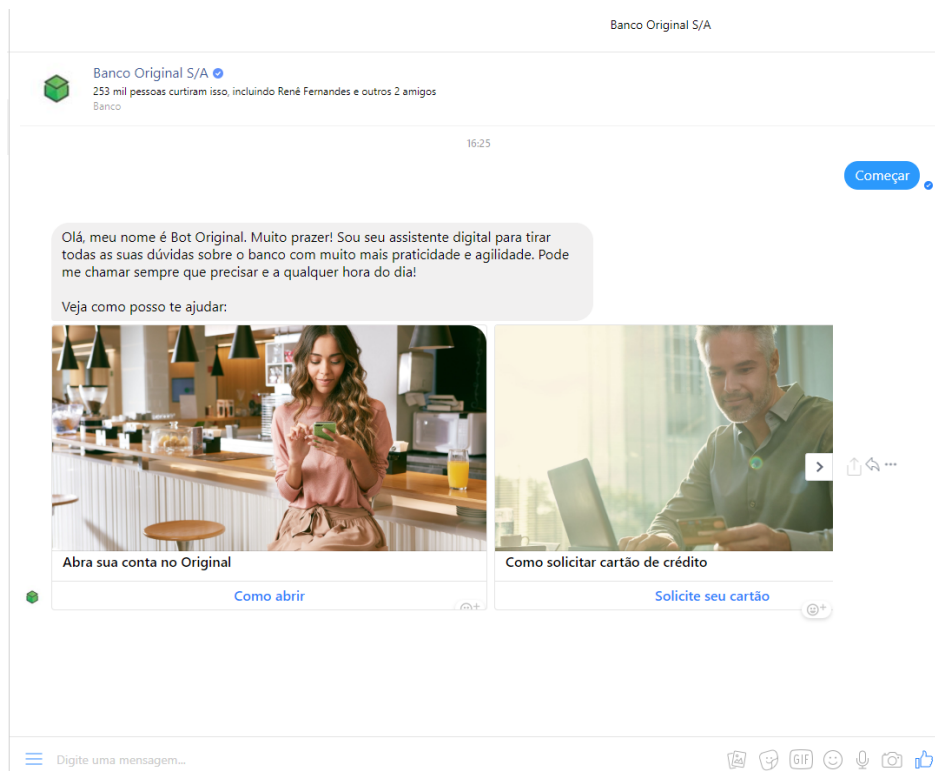 Banco Original S/A
Banco Original S/A
253 mil pessoas curtiram isso, incluindo René Fernandes e outros 2 amigos
Banco
16:25
Começar
Olá, meu nome é Bot Original. Muito prazer! Sou seu assistente digital para tirar
todas as suas dúvidas sobre o banco com muito mais praticidade e agilidade. Pode
me chamar sempre que precisar e a qualquer hora do dia!
Veja como posso te ajudar:
Abra sua conta no Original
Como abrir
Como solicitar cartão de crédito
Solicite seu cartão
Digite uma mensagem...
GIF